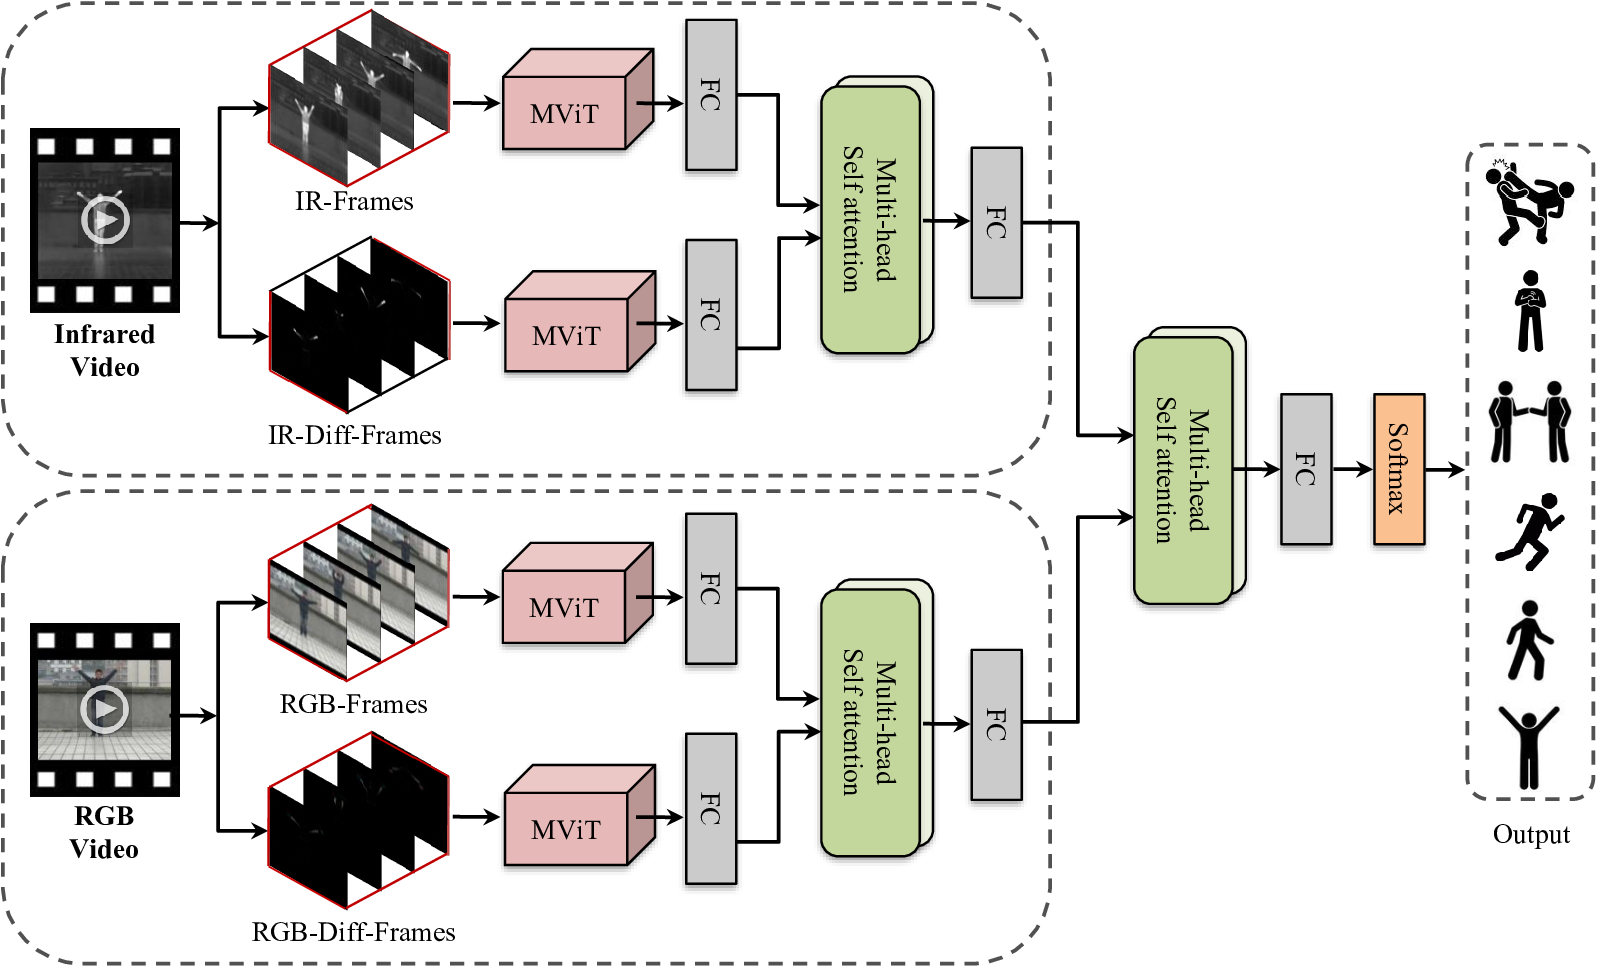 Infrared
Video
IR-Frames
MViT
FC
IR-Diff-Frames
MViT
FC
Multi-head
Self attention
FC
RGB
Video
RGB-Frames
MViT
FC
RGB-Diff-Frames
MViT
FC
Multi-head
Self attention
FC
Multi-head
Self attention
FC
Softmax
Output